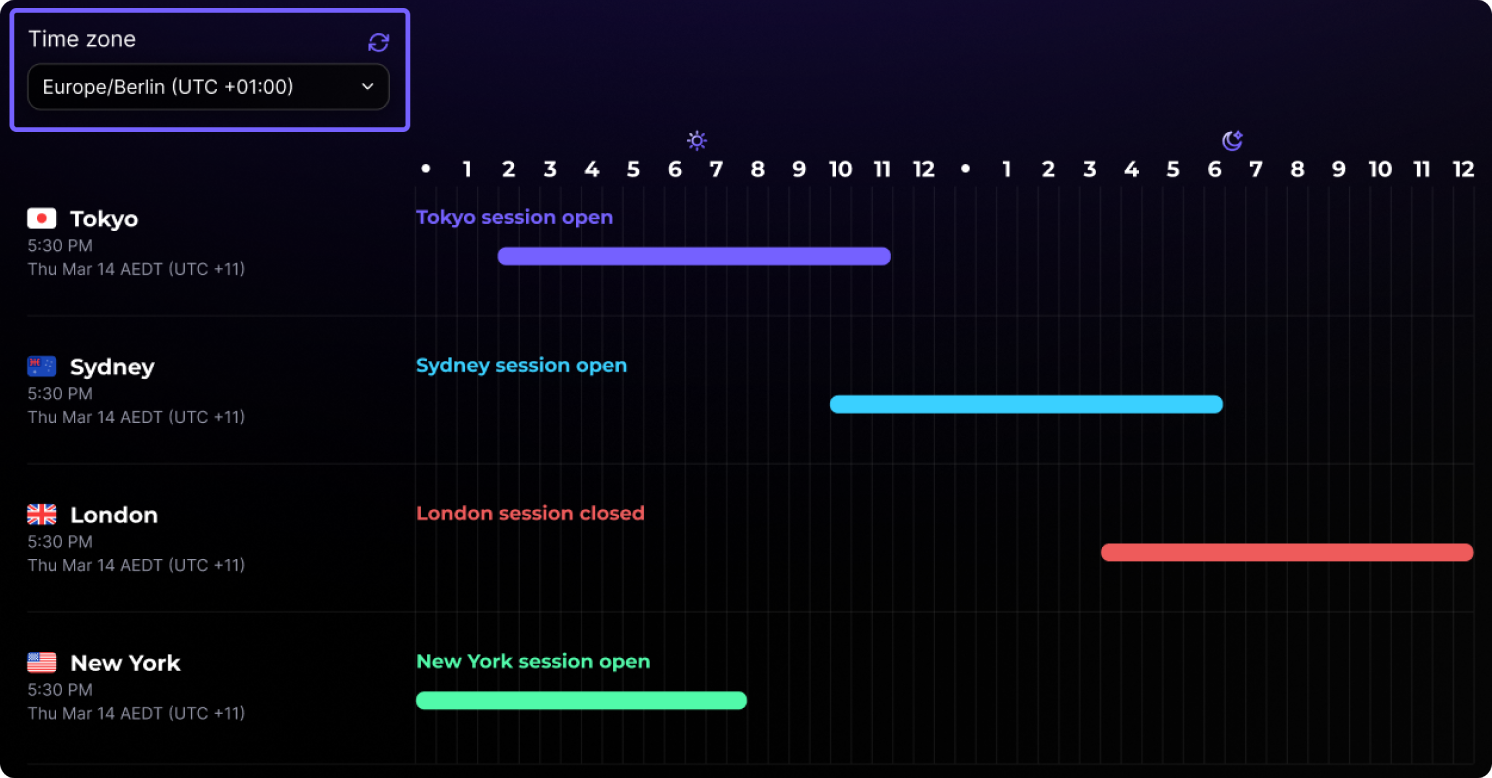 Time zone
Europe/Berlin (UTC +01:00)
• 1 2 3 4 5 6 7 8 9 10 11 12 • 1 2 3 4 5 6 7 8 9 10 11 12
Tokyo
Tokyo session open
5:30 PM
Thu Mar 14 AEDT (UTC +11)
Sydney
Sydney session open
5:30 PM
Thu Mar 14 AEDT (UTC +11)
London
London session closed
5:30 PM
Thu Mar 14 AEDT (UTC +11)
New York
New York session open
5:30 PM
Thu Mar 14 AEDT (UTC +11)